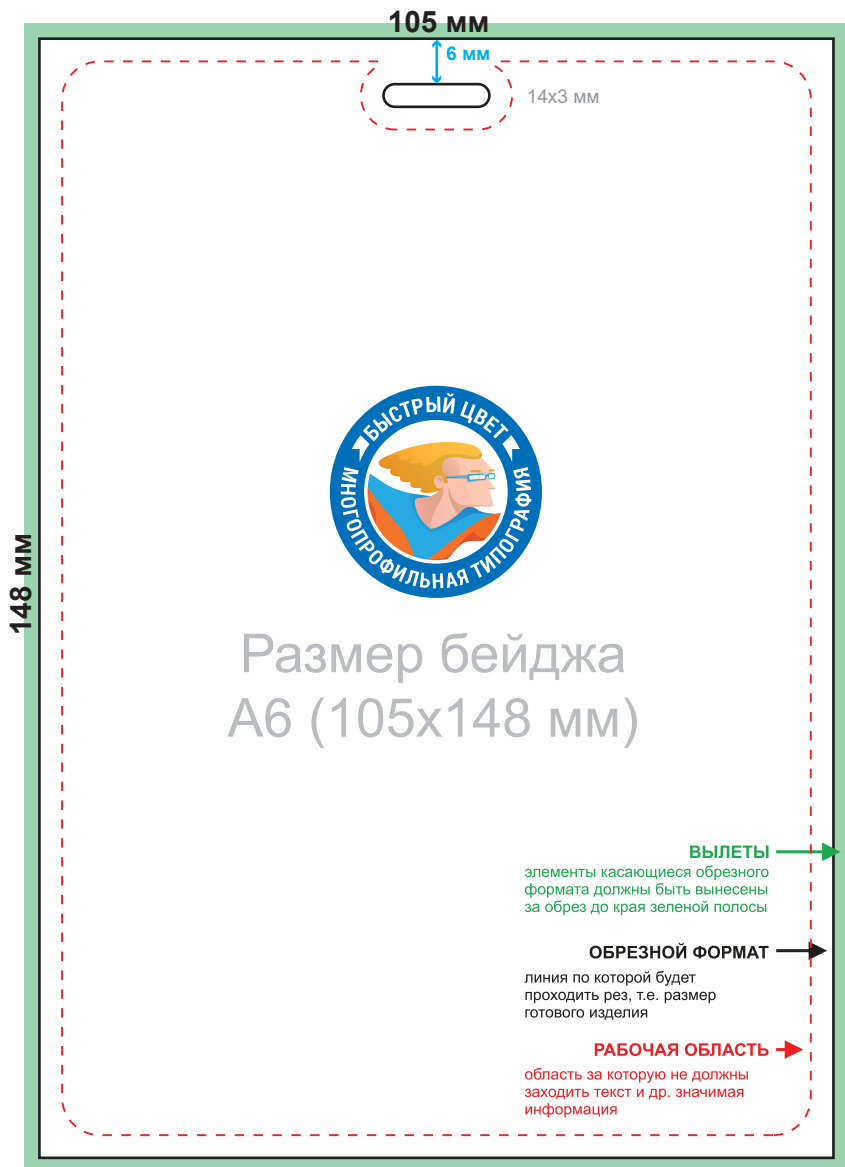 105 мм
6 мм
14х3 мм
БЫСТРЫЙ ЦВЕТ
МНОГОПРОФИЛЬНАЯ ТИПОГРАФИЯ
148 мм
Размер бейджа
А6 (105х148 мм)
ВЫЛЕТЫ
элементы касающиеся обрезного
формата должны быть вынесены
за обрез до края зеленой полосы
ОБРЕЗНОЙ ФОРМАТ
линия по которой будет
проходить рез, т.е. размер
готового изделия
РАБОЧАЯ ОБЛАСТЬ
область за которую не должны
заходить текст и др. значимая
информация